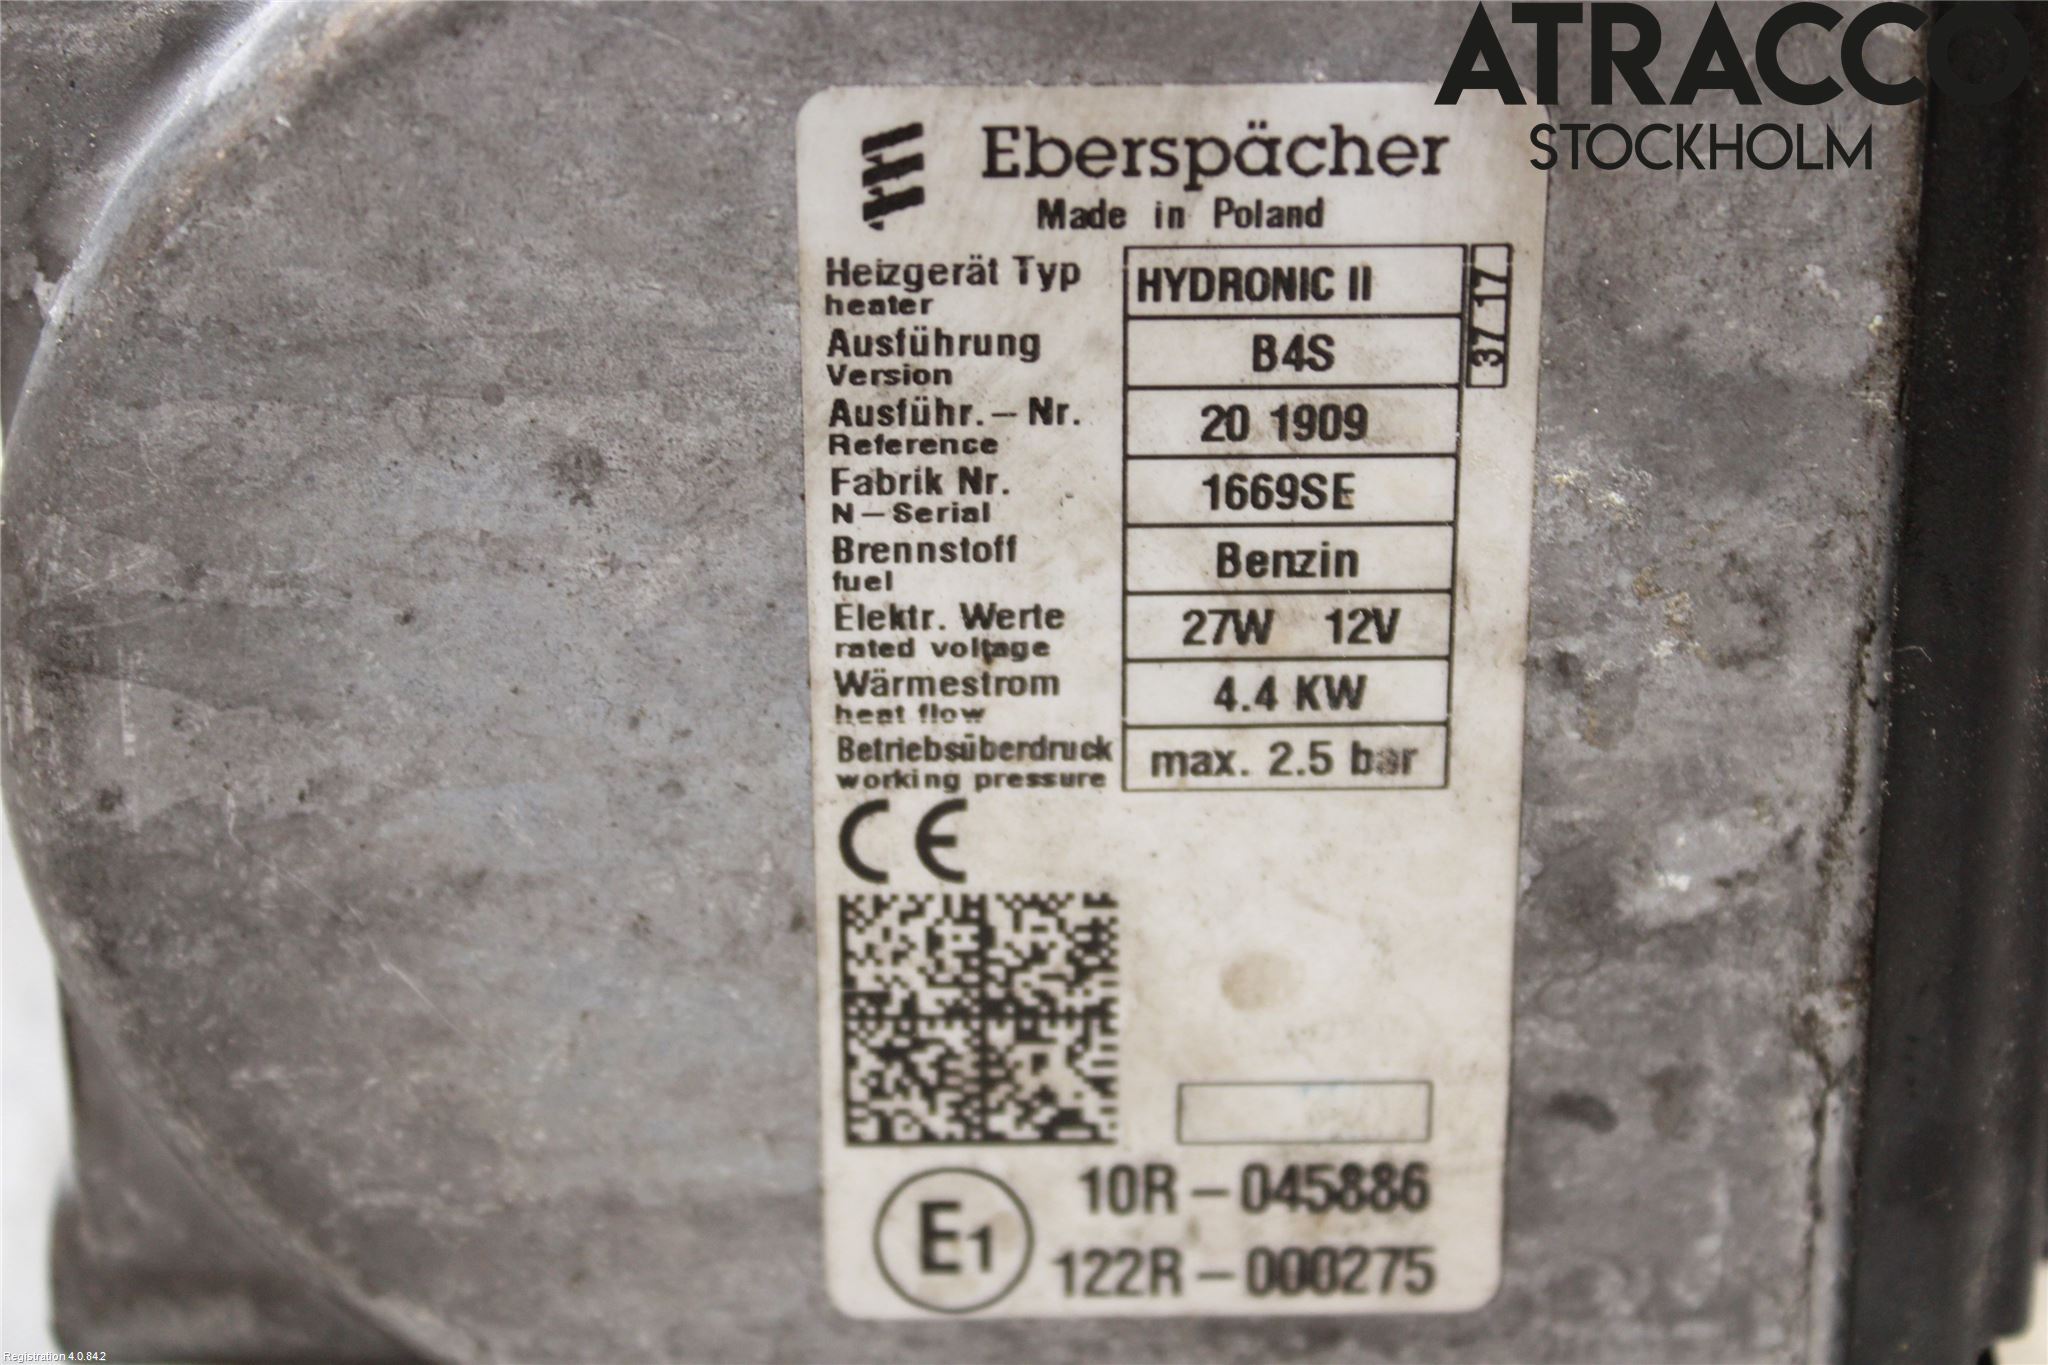 ATRACCO
STOCKHOLM
Eberspächer
Made in Poland
Heizgerät Typ HYDRONIC II
heater
37 17
Ausführung B4S
Version
Ausführ.-Nr. 20 1909
Reference
Fabrik Nr. 1669SE
N-Serial
Brennstoff Benzin
fuel
Elektr. Werte 27W 12V
rated voltage
Wärmestrom 4.4 KW
heat flow
Betriebsüberdruck max. 2.5 bar
working pressure
CE
E1
10R-045886
122R-000275
Registration 4.0.84.2